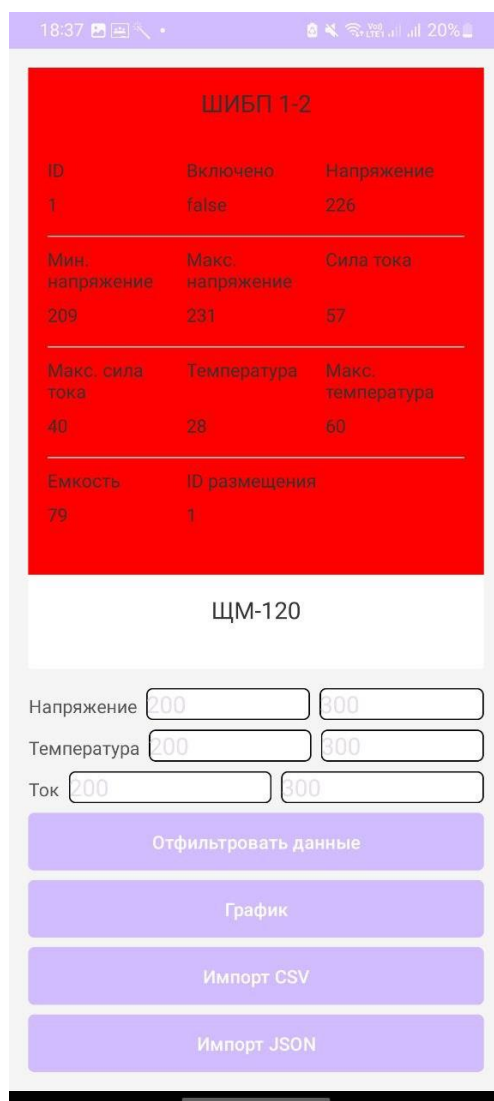 18:37 20%
ШИБП 1-2
ID Включено Напряжение
1 false 226
Мин. Макс. Сила тока
напряжение напряжение
209 231 57
Макс. сила Температура Макс.
тока температура
40 28 60
Емкость ID размещения
79 1
ЩМ-120
Напряжение 200 300
Температура 200 300
Ток 200 300
Отфильтровать данные
График
Импорт CSV
Импорт JSON